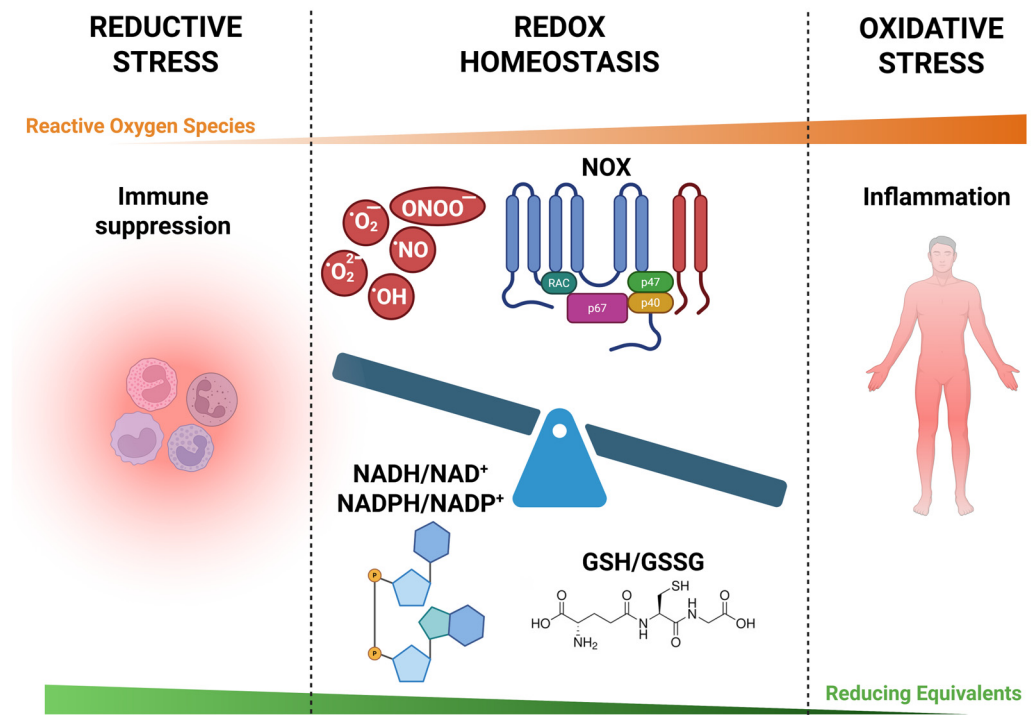 REDUCTIVE
STRESS
REDOX
HOMEOSTASIS
OXIDATIVE
STRESS
Reactive Oxygen Species
Immune
suppression
NOX
Inflammation
ONOO⁻
·O₂⁻
·NO
·O₂²⁻
·OH
RAC
p47
p67
p40
NADH/NAD⁺
NADPH/NADP⁺
P
P
GSH/GSSG
SH
O
O
H
N
O
HO
N
H
OH
NH₂
O
Reducing Equivalents